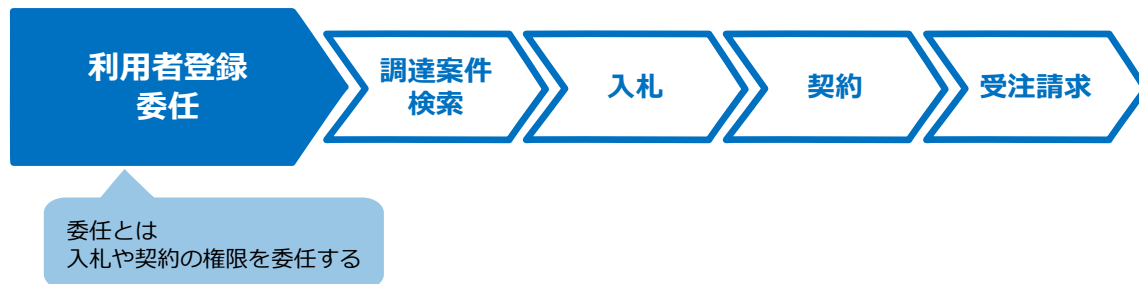 利用者登録
委任
調達案件
検索
入札
契約
受注請求
委任とは
入札や契約の権限を委任する